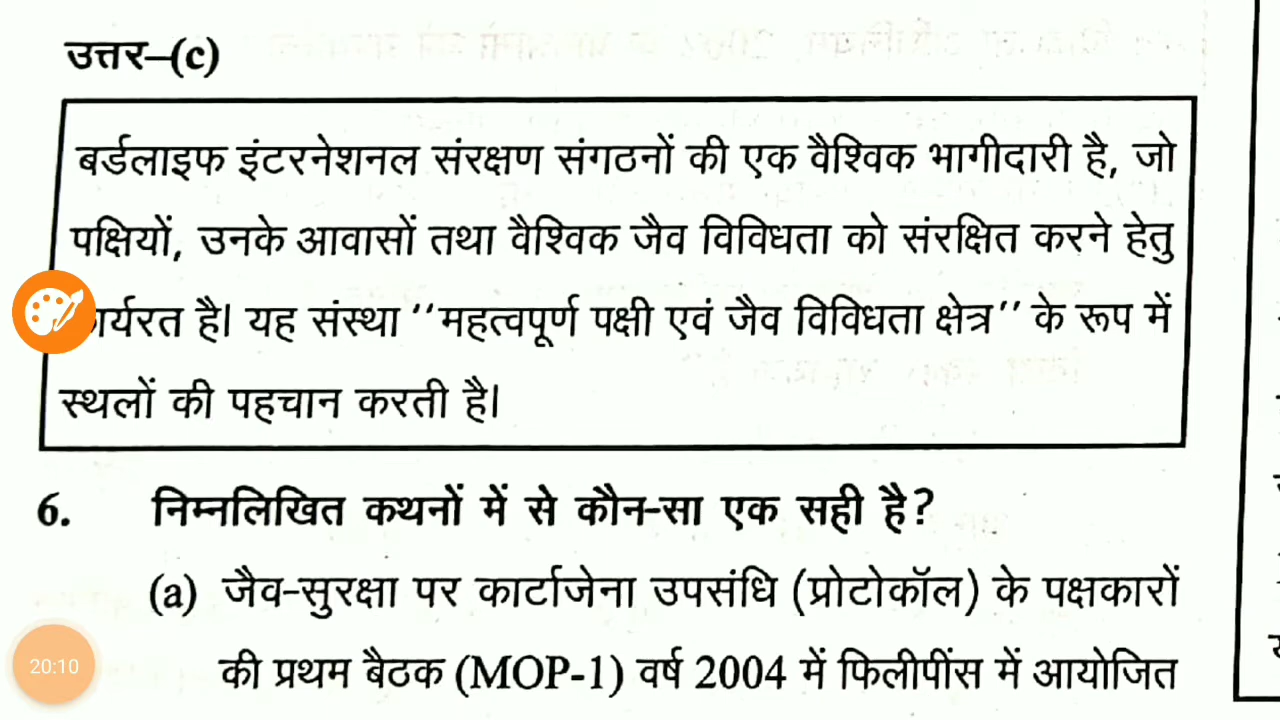 उत्तर–(c)
बर्डलाइफ इंटरनेशनल संरक्षण संगठनों की एक वैश्विक भागीदारी है, जो
पक्षियों, उनके आवासों तथा वैश्विक जैव विविधता को संरक्षित करने हेतु
है। यह संस्था ‘‘महत्वपूर्ण पक्षी एवं जैव विविधता क्षेत्र’’ के रूप में
स्थलों की पहचान करती है।
6. निम्नलिखित कथनों में से कौन-सा एक सही है?
(a) जैव-सुरक्षा पर कार्टाजेना उपसंधि (प्रोटोकॉल) के पक्षकारों
की प्रथम बैठक (MOP-1) वर्ष 2004 में फिलीपींस में आयोजित
20:10